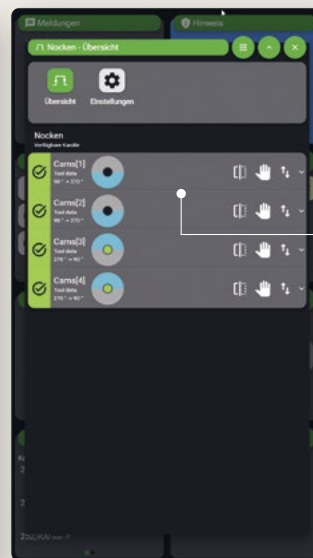 Meldungen
Hinweis
Nocken - Übersicht
Übersicht
Einstellungen
Nocken
Verfügbare Kanäle
Cams[1]
Tool data
90° -> 270°
Cams[2]
Tool data
90° -> 270°
Cams[3]
Tool data
270° -> 90°
Cams[4]
Tool data
270° -> 90°